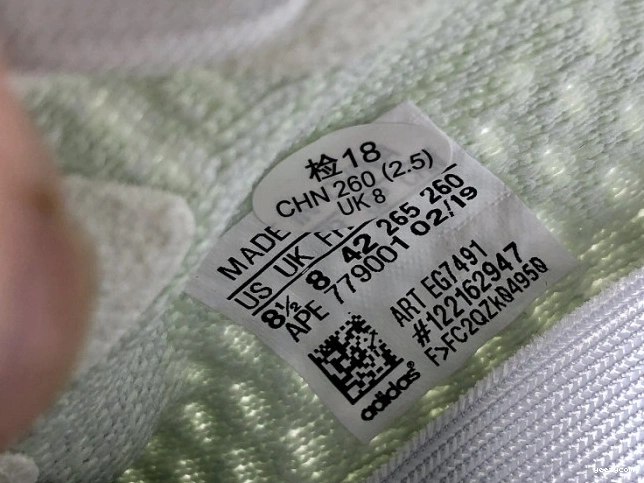 检18
CHN 260 (2.5)
UK 8
MADE
US UK FR
8½ 8 42 265 260
APE 779001 02/19
ART EG7491
#122162947
F>FC2QZk04950
adidas®